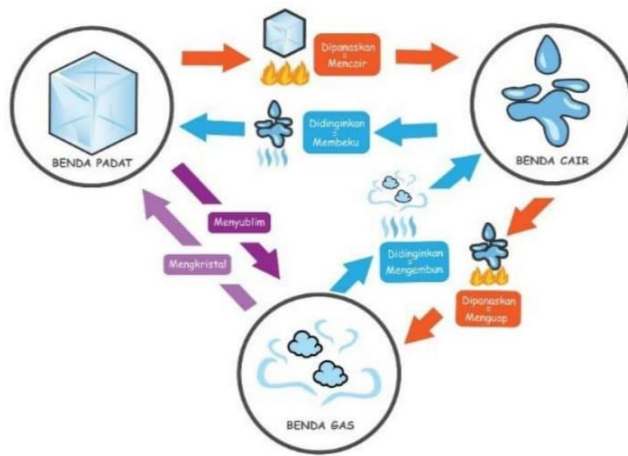 Dipanaskan
=
Mencair
BENDA PADAT
Didinginkan
=
Membeku
BENDA CAIR
Menyublim
Mengkristal
Didinginkan
=
Mengembun
Dipanaskan
=
Menguap
BENDA GAS